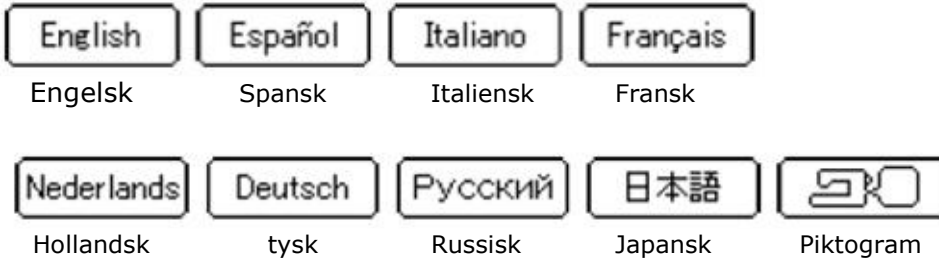 English Español Italiano Français
Engelsk Spansk Italiensk Fransk
Nederlands Deutsch Русский 日本語
Hollandsk tysk Russisk Japansk Piktogram